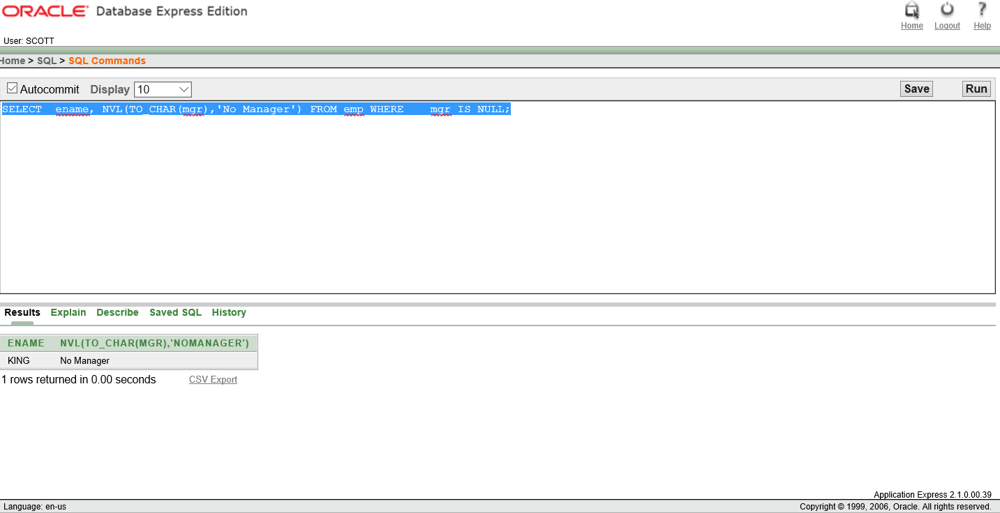 ORACLE Database Express Edition
Home Logout Help
User: SCOTT
Home > SQL > SQL Commands
Autocommit Display 10 Save Run
SELECT  ename, NVL(TO_CHAR(mgr),'No Manager') FROM emp WHERE    mgr IS NULL;
Results Explain Describe Saved SQL History
ENAME NVL(TO_CHAR(MGR),'NOMANAGER')
KING No Manager
1 rows returned in 0.00 seconds CSV Export
Application Express 2.1.0.00.39
Language: en-us Copyright © 1999, 2006, Oracle. All rights reserved.